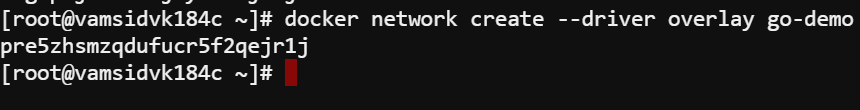 [root@vamsidvk184c ~]# docker network create --driver overlay go-demo
pre5zhsmzqdufucr5f2qejr1j
[root@vamsidvk184c ~]#